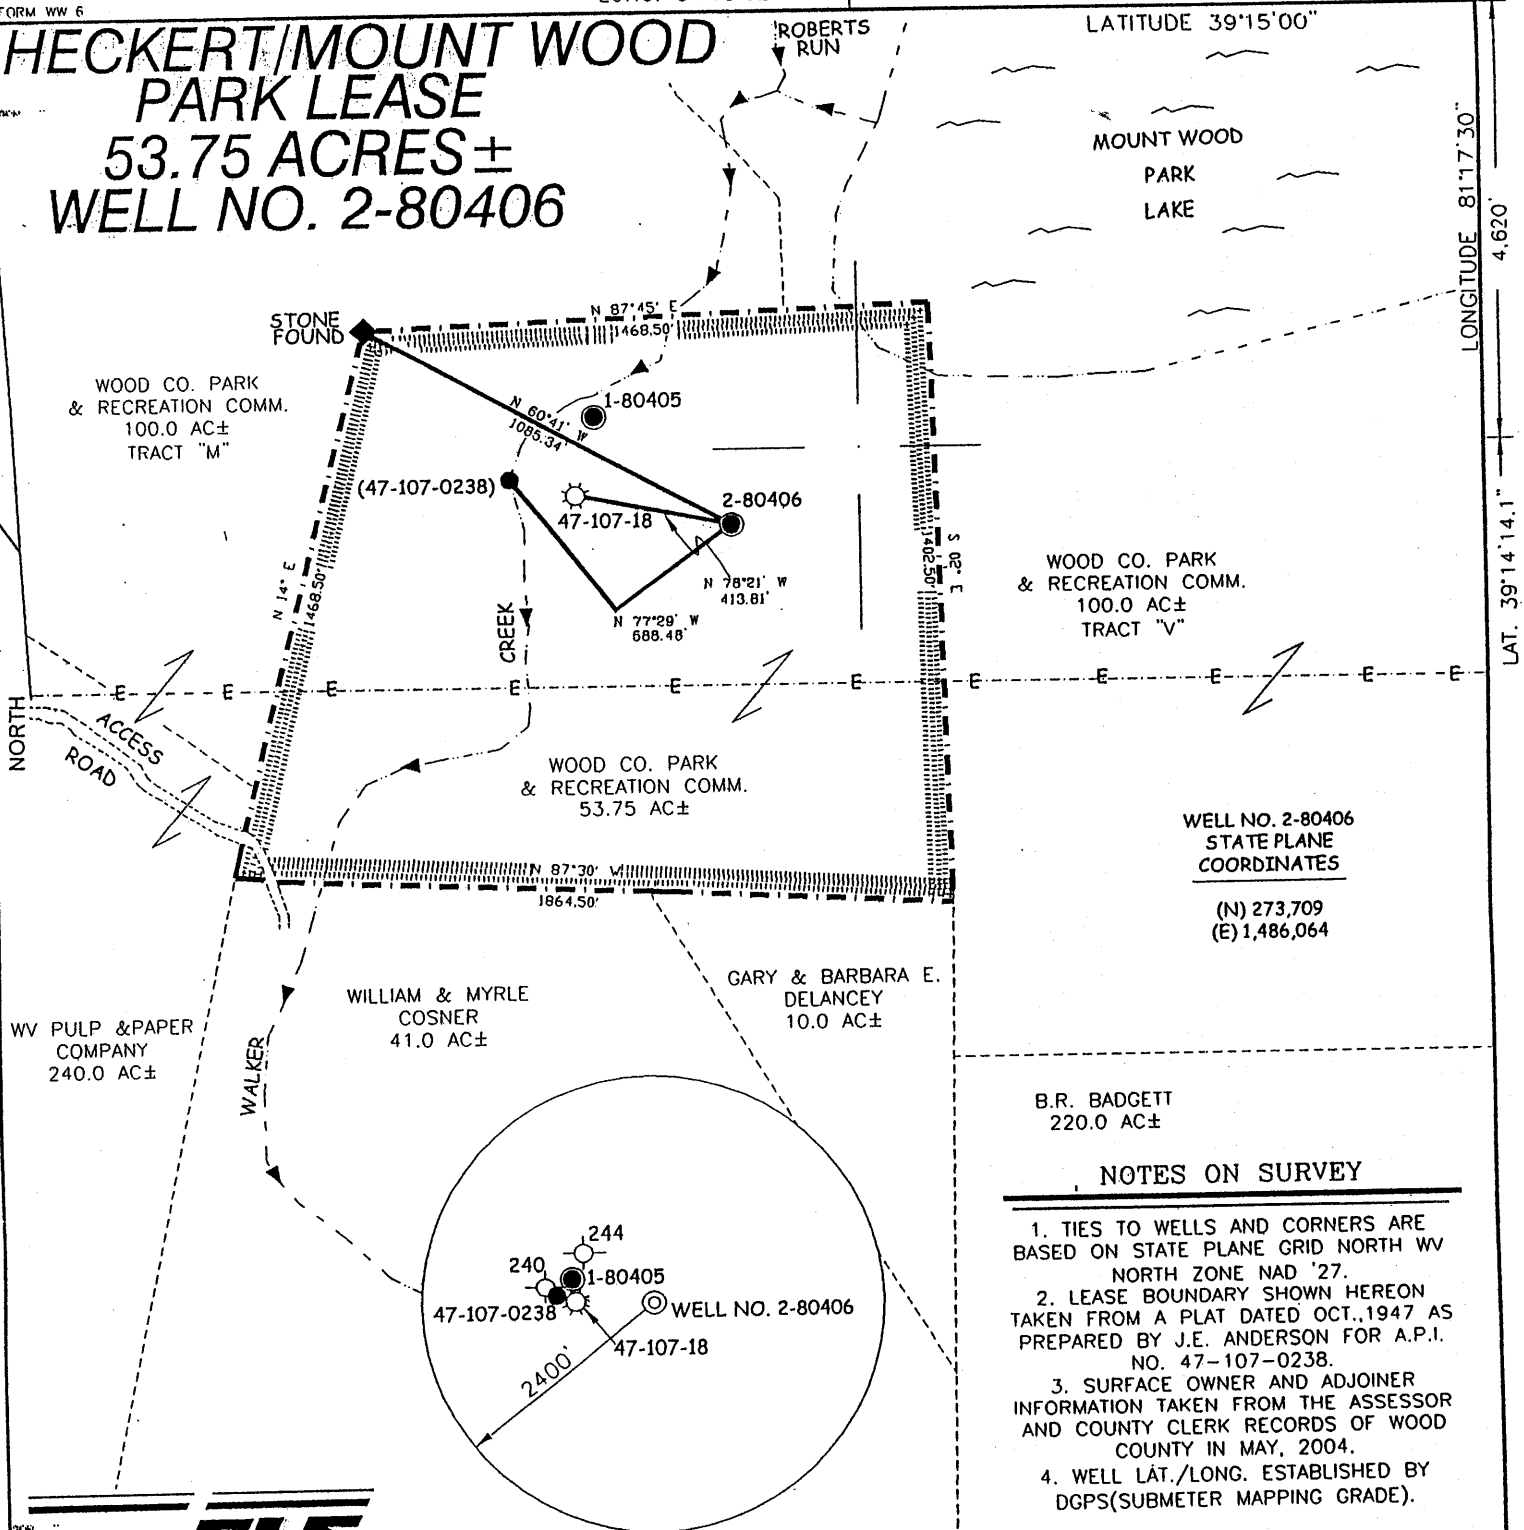 FORM WW 6
HECKERT/MOUNT WOOD
PARK LEASE
53.75 ACRES±
WELL NO. 2-80406
ROBERTS
RUN
LATITUDE 39°15'00"
MOUNT WOOD
PARK
LAKE
LONGITUDE 81°17'30"
4,620'
LAT. 39°14'14.1"
STONE
FOUND
N 87°45' E
1468.50'
WOOD CO. PARK
& RECREATION COMM.
100.0 AC±
TRACT "M"
1-80405
N 60°41' W
1085.34'
(47-107-0238)
47-107-18
2-80406
N 78°21' W
413.81'
N 77°29' W
688.48'
N 14° E
1468.50'
S 02° E
1402.50'
WOOD CO. PARK
& RECREATION COMM.
100.0 AC±
TRACT "V"
CREEK
E E E E E E E E E E
NORTH
ACCESS
ROAD
WOOD CO. PARK
& RECREATION COMM.
53.75 AC±
WELL NO. 2-80406
STATE PLANE
COORDINATES
(N) 273,709
(E) 1,486,064
N 87°30' W
1864.50'
WILLIAM & MYRLE
COSNER
41.0 AC±
GARY & BARBARA E.
DELANCEY
10.0 AC±
WV PULP &PAPER
COMPANY
240.0 AC±
WALKER
B.R. BADGETT
220.0 AC±
244
240
1-80405
47-107-0238
WELL NO. 2-80406
47-107-18
2400'
NOTES ON SURVEY
1. TIES TO WELLS AND CORNERS ARE
BASED ON STATE PLANE GRID NORTH WV
NORTH ZONE NAD '27.
2. LEASE BOUNDARY SHOWN HEREON
TAKEN FROM A PLAT DATED OCT.,1947 AS
PREPARED BY J.E. ANDERSON FOR A.P.I.
NO. 47-107-0238.
3. SURFACE OWNER AND ADJOINER
INFORMATION TAKEN FROM THE ASSESSOR
AND COUNTY CLERK RECORDS OF WOOD
COUNTY IN MAY, 2004.
4. WELL LAT./LONG. ESTABLISHED BY
DGPS(SUBMETER MAPPING GRADE).